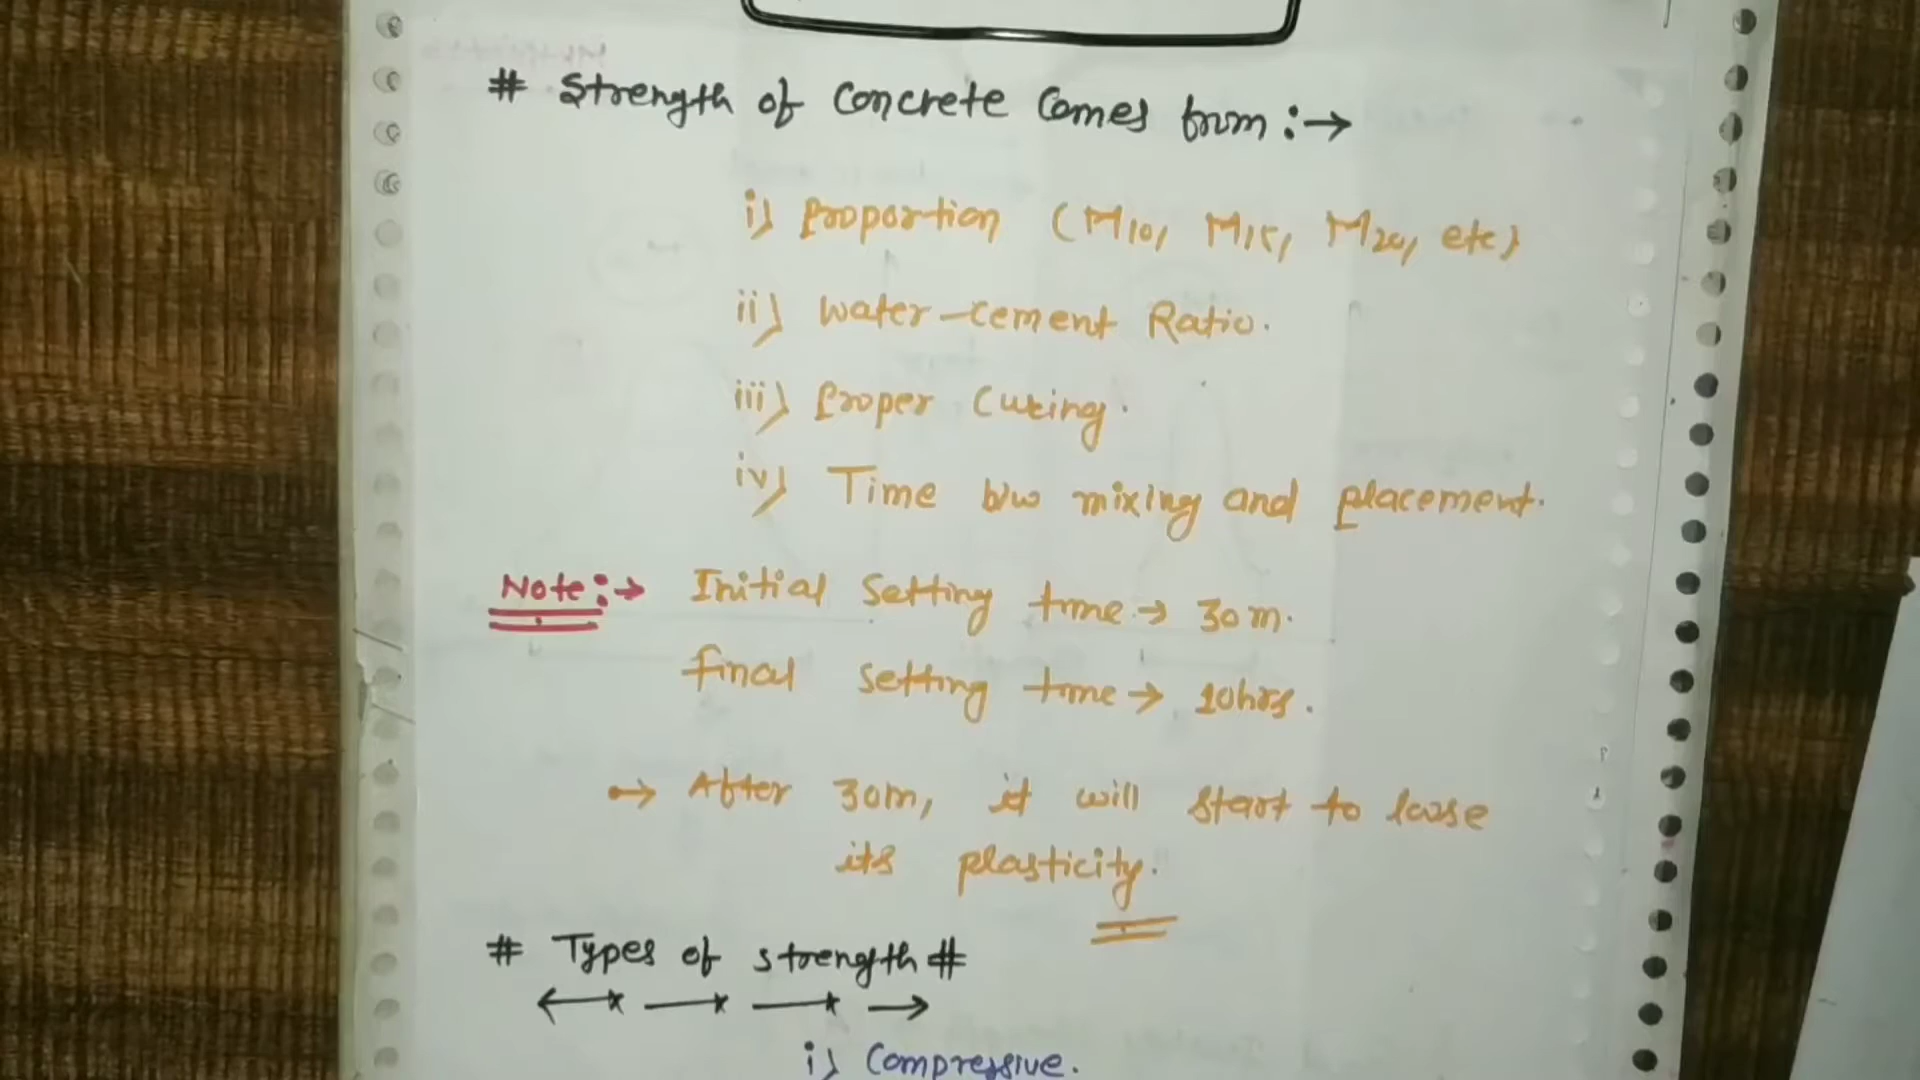 # Strength of Concrete Comes from :→
i) Proportion (M10, M15, M20, etc)
ii) Water-cement Ratio.
iii) Proper Curing.
iv) Time b/w mixing and placement.
Note:→ Initial Setting time → 30m.
final setting time → 10hrs.
→ After 30m, it will start to loose
its plasticity.
# Types of strength #
i) Compressive.